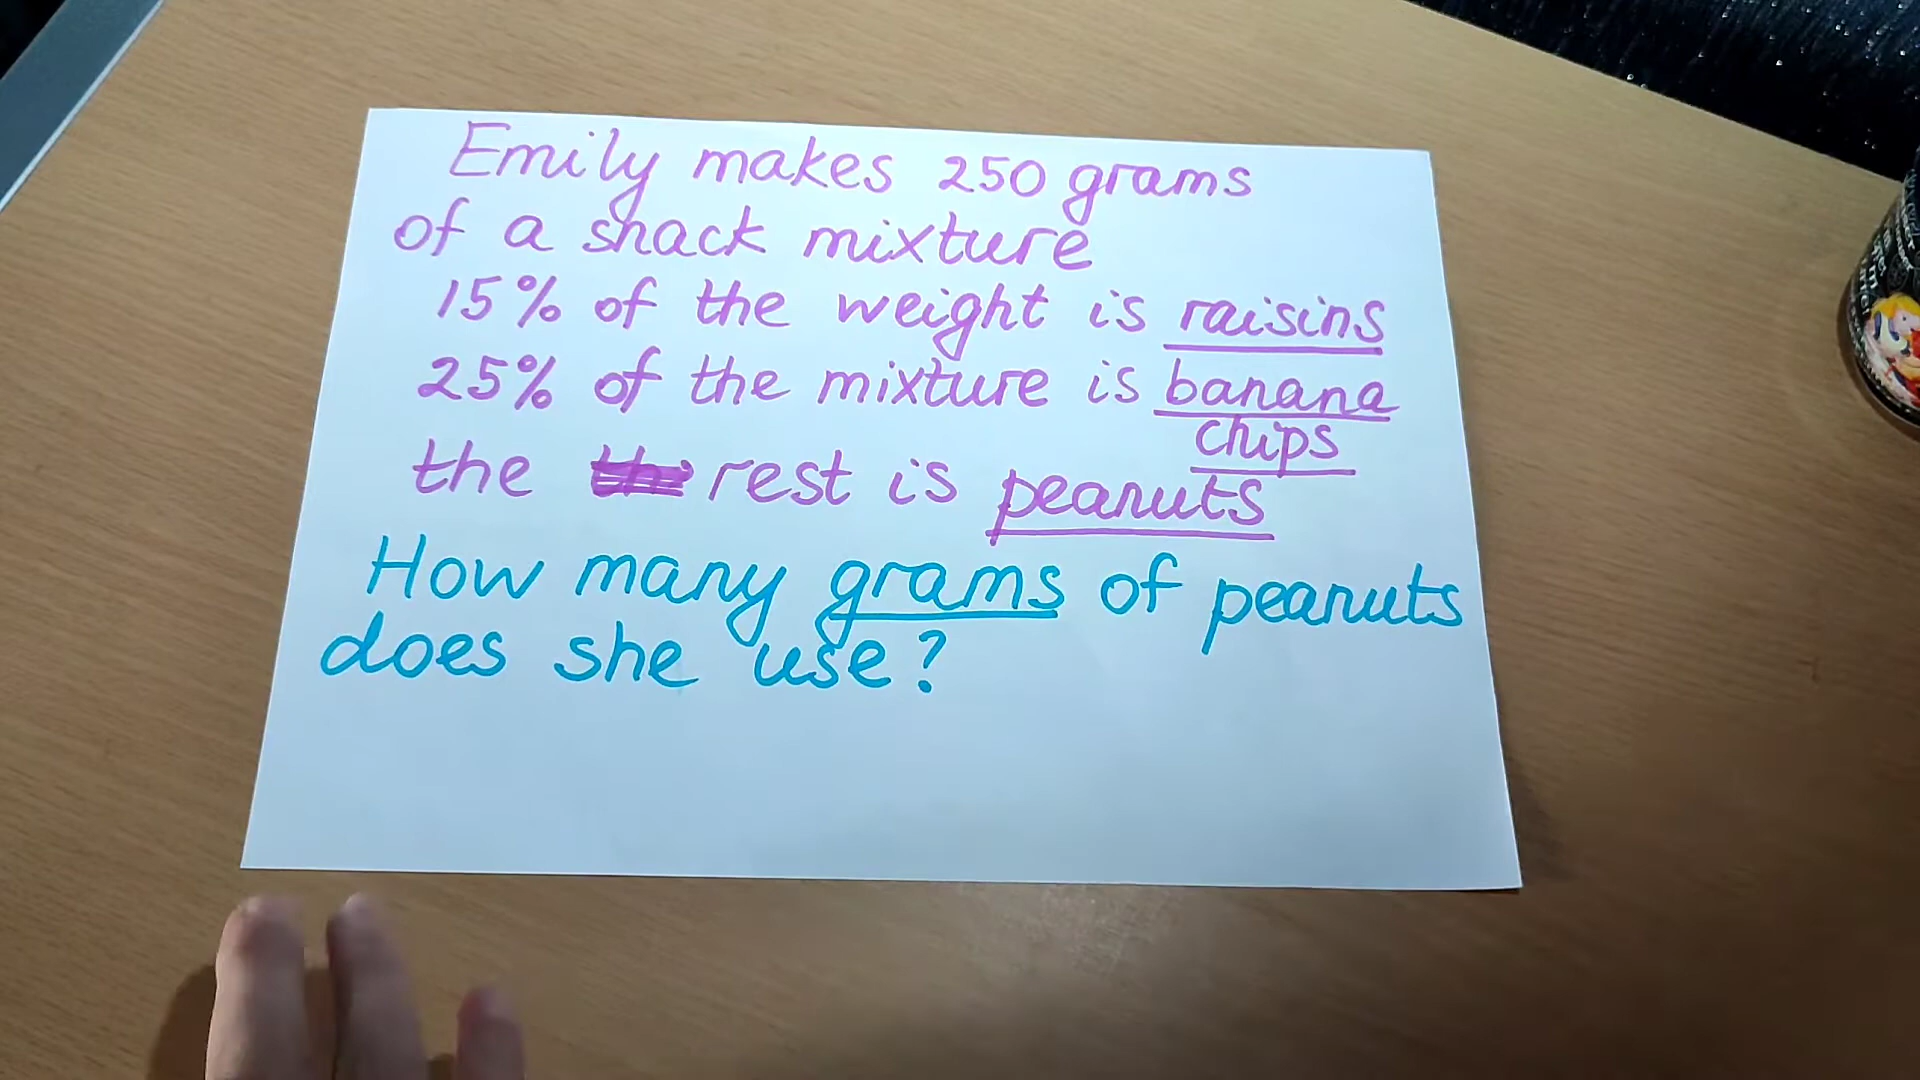 Emily makes 250 grams
of a snack mixture
15% of the weight is raisins
25% of the mixture is banana
chips
the rest is peanuts
How many grams of peanuts
does she use?